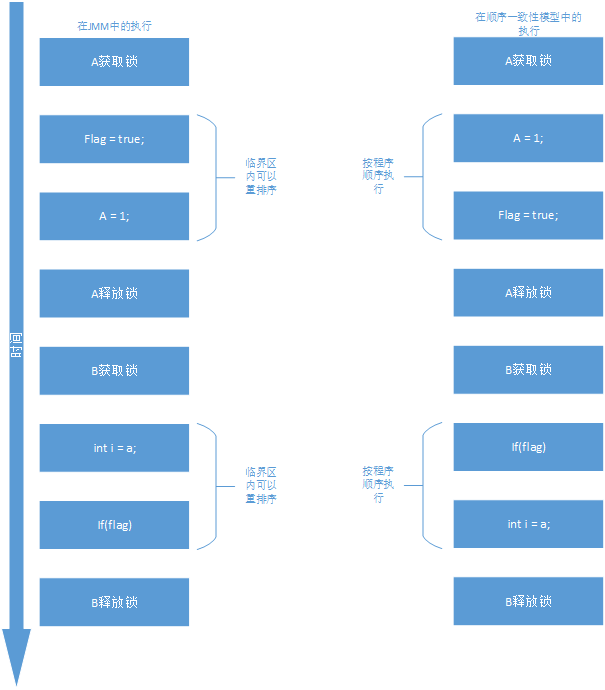 在JMM中的执行
A获取锁
Flag = true;
A = 1;
临界区
内可以
重排序
A释放锁
B获取锁
int i = a;
If(flag)
临界区
内可以
重排序
B释放锁
时间
在顺序一致性模型中的
执行
A获取锁
A = 1;
Flag = true;
按程序
顺序执
行
A释放锁
B获取锁
If(flag)
int i = a;
按程序
顺序执
行
B释放锁